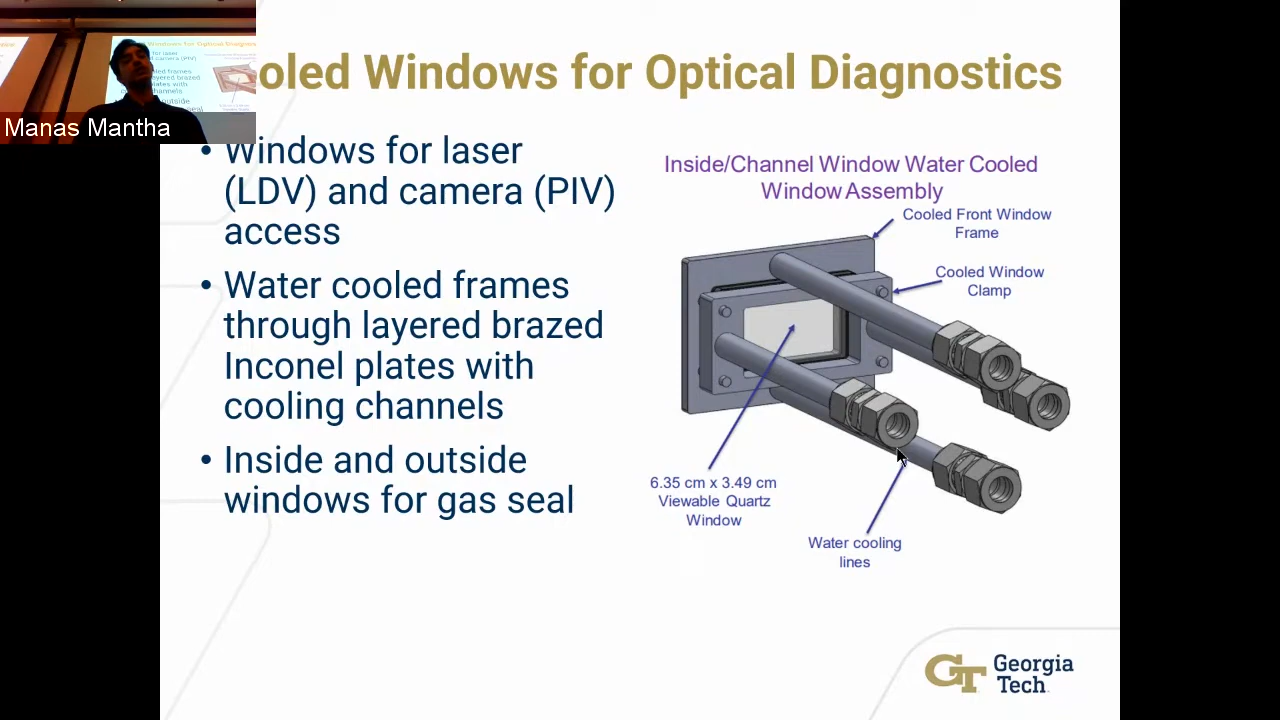 oled Windows for Optical Diagnostics
Manas Mantha
• Windows for laser
(LDV) and camera (PIV)
access
• Water cooled frames
through layered brazed
Inconel plates with
cooling channels
• Inside and outside
windows for gas seal
Inside/Channel Window Water Cooled
Window Assembly
Cooled Front Window
Frame
Cooled Window
Clamp
6.35 cm x 3.49 cm
Viewable Quartz
Window
Water cooling
lines
GT Georgia
Tech